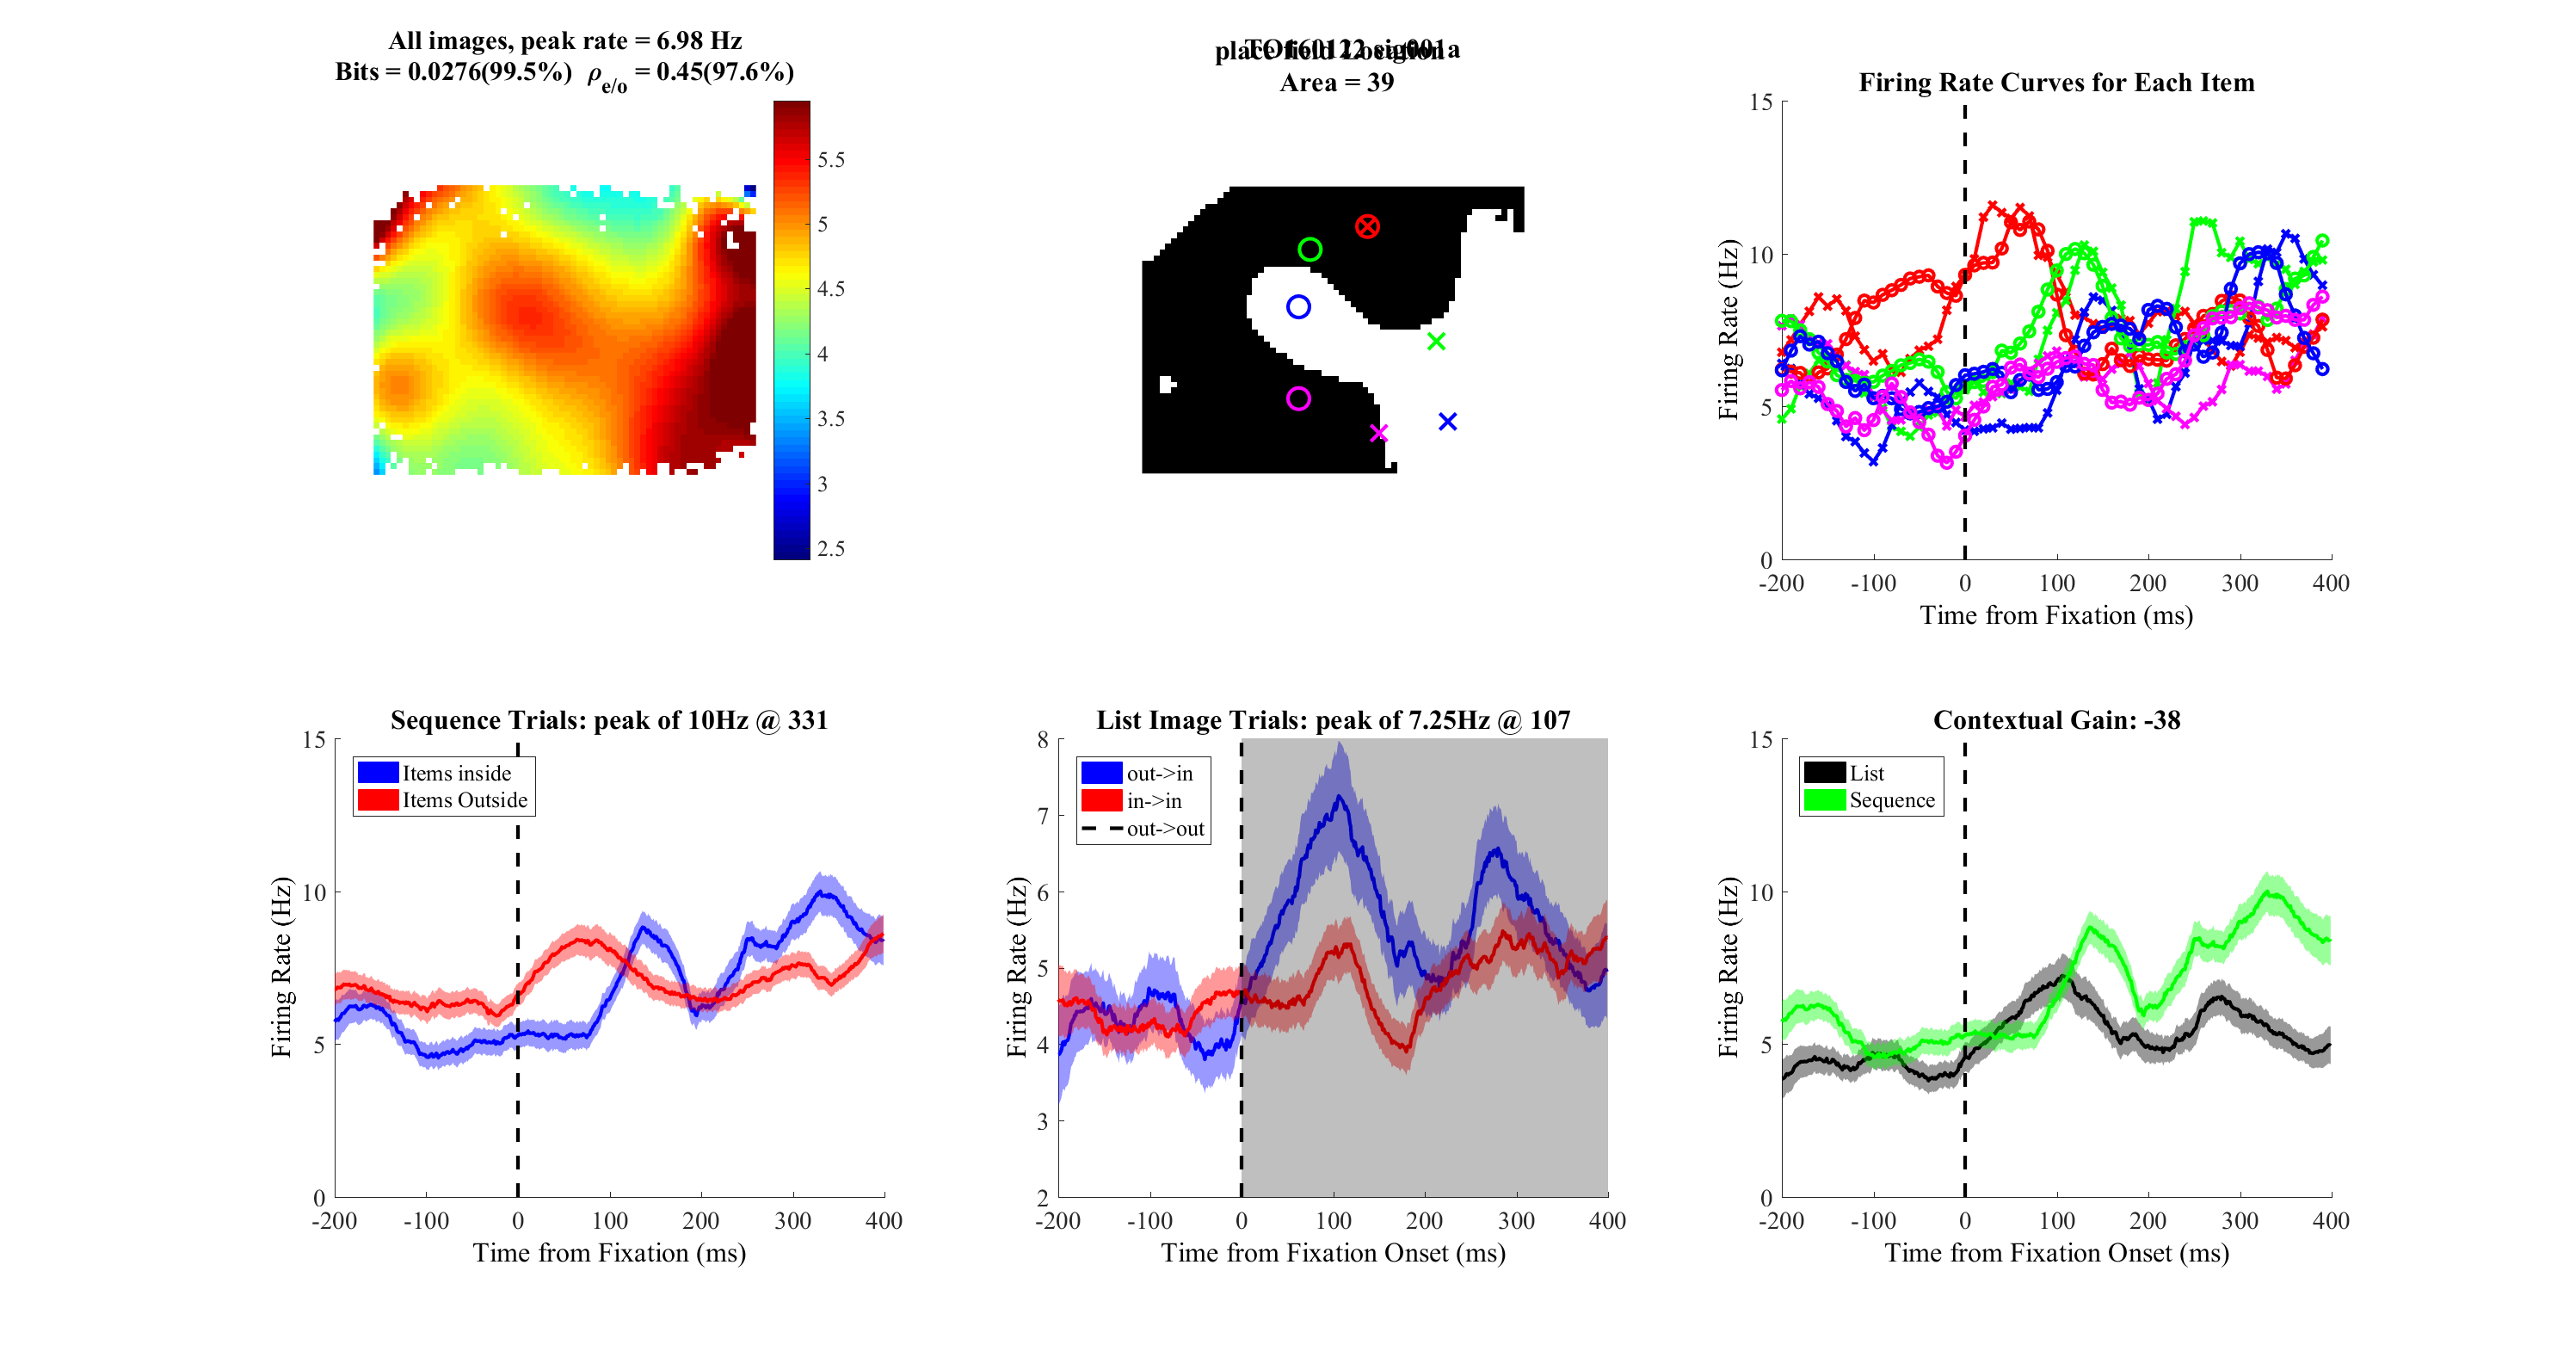 All images, peak rate = 6.98 Hz
Bits = 0.0276(99.5%) ρe/o = 0.45(97.6%)
5.5
5
4.5
4
3.5
3
2.5
place field Location
Area = 39
Firing Rate Curves for Each Item
15
10
5
0
Firing Rate (Hz)
-200 -100 0 100 200 300 400
Time from Fixation (ms)
Sequence Trials: peak of 10Hz @ 331
Items inside
Items Outside
15
10
5
0
Firing Rate (Hz)
-200 -100 0 100 200 300 400
Time from Fixation (ms)
List Image Trials: peak of 7.25Hz @ 107
out->in
in->in
out->out
8
7
6
5
4
3
2
Firing Rate (Hz)
-200 -100 0 100 200 300 400
Time from Fixation Onset (ms)
Contextual Gain: -38
List
Sequence
15
10
5
0
Firing Rate (Hz)
-200 -100 0 100 200 300 400
Time from Fixation Onset (ms)